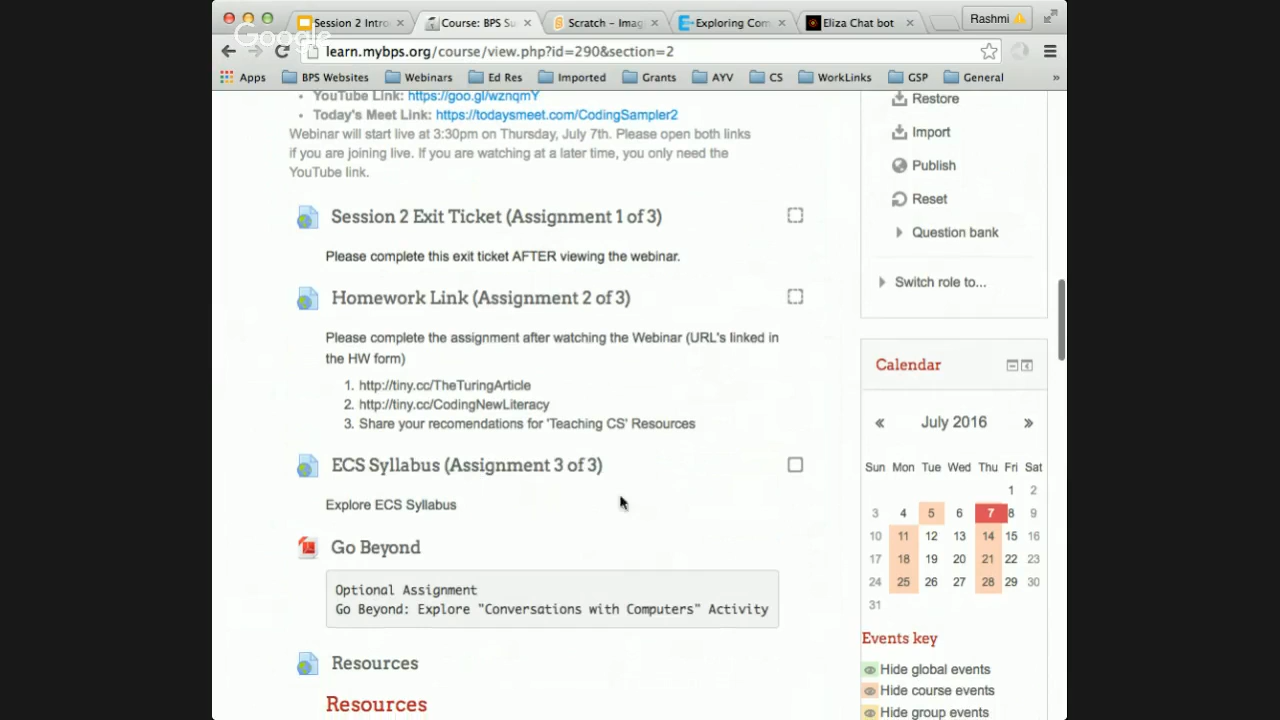 Session 2 Intro
Course: BPS Su
Scratch – Imag
Exploring Com
Eliza Chat bot
Rashmi
Google
learn.mybps.org/course/view.php?id=290&section=2
Apps
BPS Websites
Webinars
Ed Res
Imported
Grants
AYV
CS
WorkLinks
GSP
General
»
• YouTube Link: https://goo.gl/wznqmY
• Today's Meet Link: https://todaysmeet.com/CodingSampler2
Webinar will start live at 3:30pm on Thursday, July 7th. Please open both links
if you are joining live. If you are watching at a later time, you only need the
YouTube link.
Session 2 Exit Ticket (Assignment 1 of 3)
Please complete this exit ticket AFTER viewing the webinar.
Homework Link (Assignment 2 of 3)
Please complete the assignment after watching the Webinar (URL's linked in
the HW form)
1. http://tiny.cc/TheTuringArticle
2. http://tiny.cc/CodingNewLiteracy
3. Share your recomendations for 'Teaching CS' Resources
ECS Syllabus (Assignment 3 of 3)
Explore ECS Syllabus
Go Beyond
Optional Assignment
Go Beyond: Explore "Conversations with Computers" Activity
Resources
Resources
Restore
Import
Publish
Reset
Question bank
Switch role to...
Calendar
« July 2016 »
Sun Mon Tue Wed Thu Fri Sat
1 2
3 4 5 6 7 8 9
10 11 12 13 14 15 16
17 18 19 20 21 22 23
24 25 26 27 28 29 30
31
Events key
Hide global events
Hide course events
Hide group events